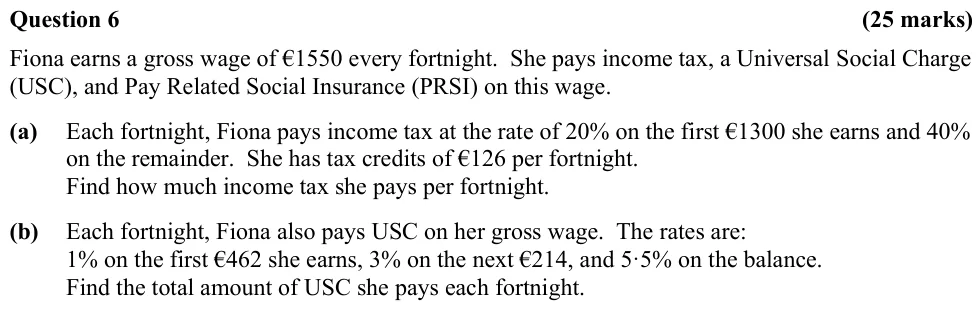 Question 6 (25 marks)
Fiona earns a gross wage of €1550 every fortnight. She pays income tax, a Universal Social Charge
(USC), and Pay Related Social Insurance (PRSI) on this wage.
(a) Each fortnight, Fiona pays income tax at the rate of 20% on the first €1300 she earns and 40%
on the remainder. She has tax credits of €126 per fortnight.
Find how much income tax she pays per fortnight.
(b) Each fortnight, Fiona also pays USC on her gross wage. The rates are:
1% on the first €462 she earns, 3% on the next €214, and 5·5% on the balance.
Find the total amount of USC she pays each fortnight.